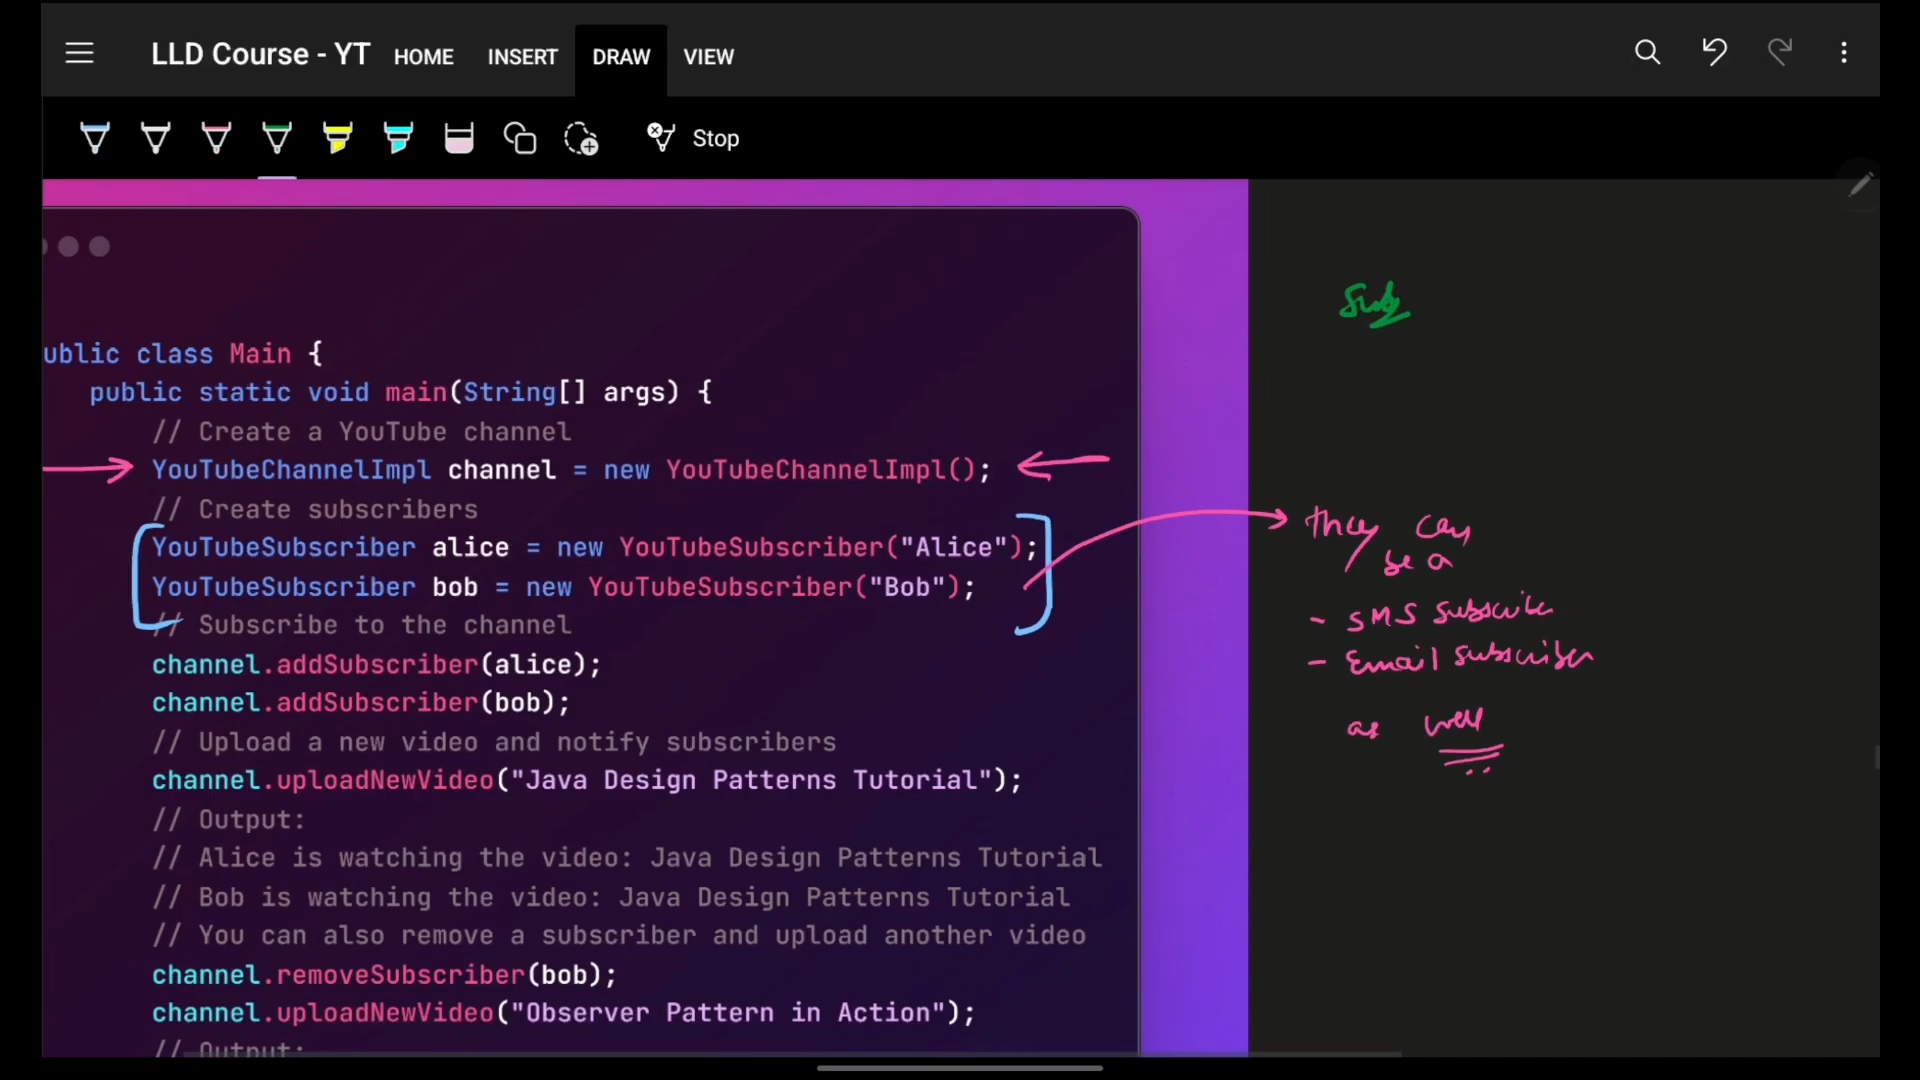 LLD Course - YT HOME INSERT DRAW VIEW
Stop
Sub
ublic class Main {
public static void main(String[] args) {
// Create a YouTube channel
YouTubeChannelImpl channel = new YouTubeChannelImpl();
// Create subscribers
YouTubeSubscriber alice = new YouTubeSubscriber("Alice");
YouTubeSubscriber bob = new YouTubeSubscriber("Bob");
// Subscribe to the channel
channel.addSubscriber(alice);
channel.addSubscriber(bob);
// Upload a new video and notify subscribers
channel.uploadNewVideo("Java Design Patterns Tutorial");
// Output:
// Alice is watching the video: Java Design Patterns Tutorial
// Bob is watching the video: Java Design Patterns Tutorial
// You can also remove a subscriber and upload another video
channel.removeSubscriber(bob);
channel.uploadNewVideo("Observer Pattern in Action");
// Output:
they can
be a
- SMS Subscriber
- Email Subscriber
as well